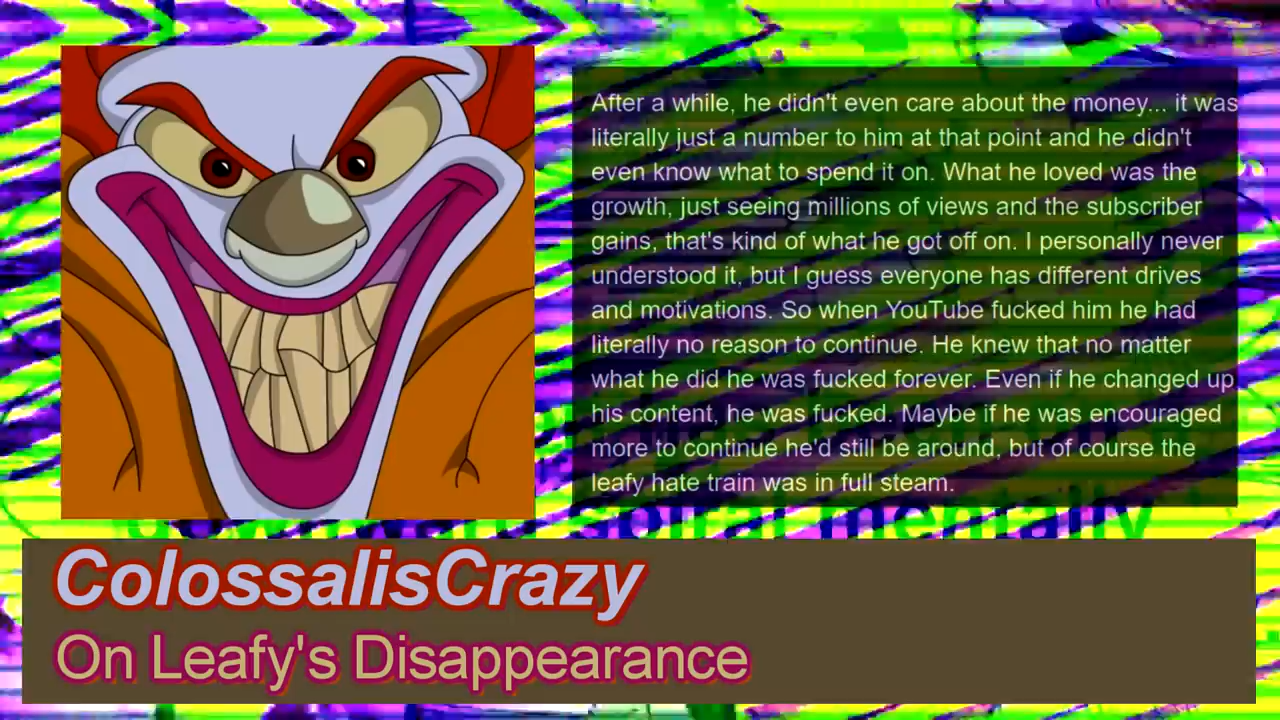 After a while, he didn't even care about the money... it was
literally just a number to him at that point and he didn't
even know what to spend it on. What he loved was the
growth, just seeing millions of views and the subscriber
gains, that's kind of what he got off on. I personally never
understood it, but I guess everyone has different drives
and motivations. So when YouTube fucked him he had
literally no reason to continue. He knew that no matter
what he did he was fucked forever. Even if he changed up
his content, he was fucked. Maybe if he was encouraged
more to continue he'd still be around, but of course the
leafy hate train was in full steam.
spiral mentally
ColossalisCrazy
On Leafy's Disappearance